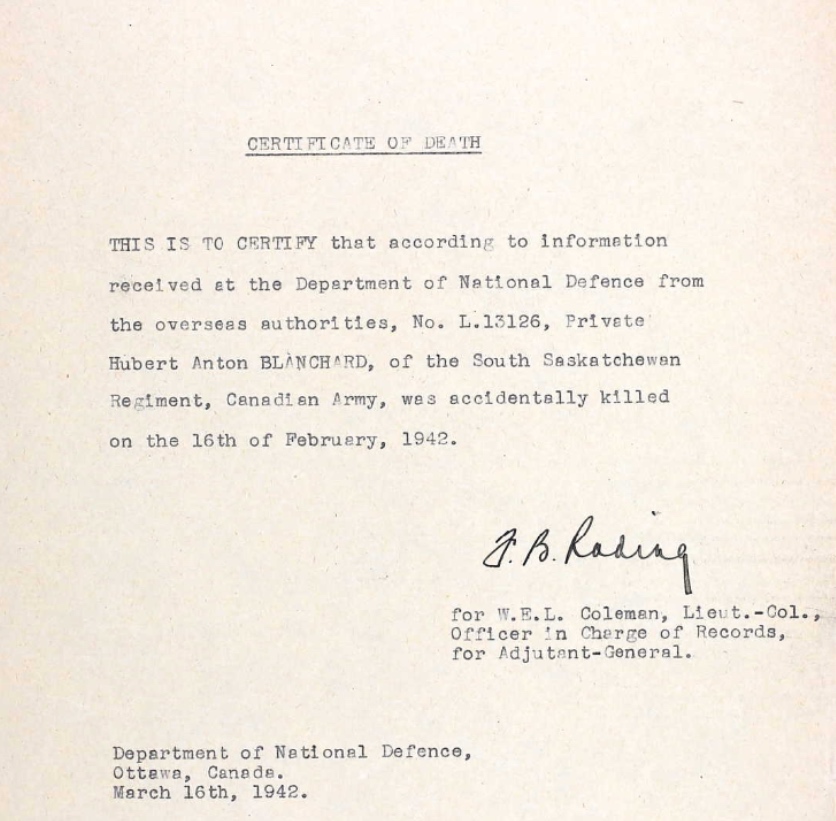 CERTIFICATE OF DEATH
THIS IS TO CERTIFY that according to information
received at the Department of National Defence from
the overseas authorities, No. L.13126, Private
Hubert Anton BLANCHARD, of the South Saskatchewan
Regiment, Canadian Army, was accidentally killed
on the 16th of February, 1942.
F. B. Rading
for W.E.L. Coleman, Lieut.-Col.,
Officer in Charge of Records,
for Adjutant-General.
Department of National Defence,
Ottawa, Canada.
March 16th, 1942.